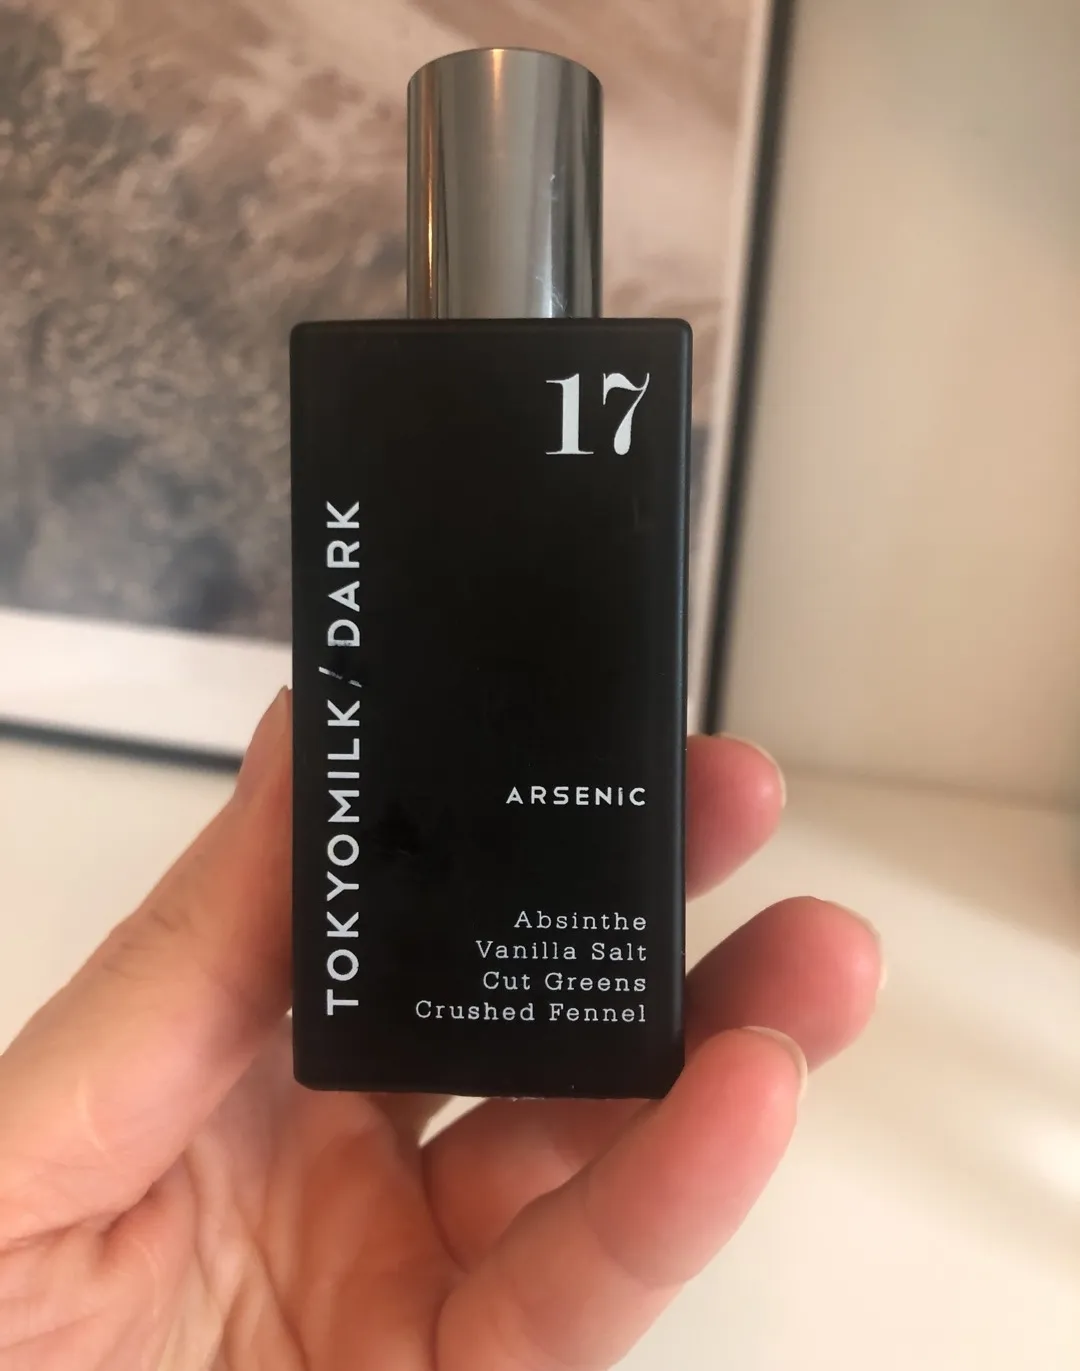 17
TOKYOMILK / DARK
ARSENIC
Absinthe
Vanilla Salt
Cut Greens
Crushed Fennel